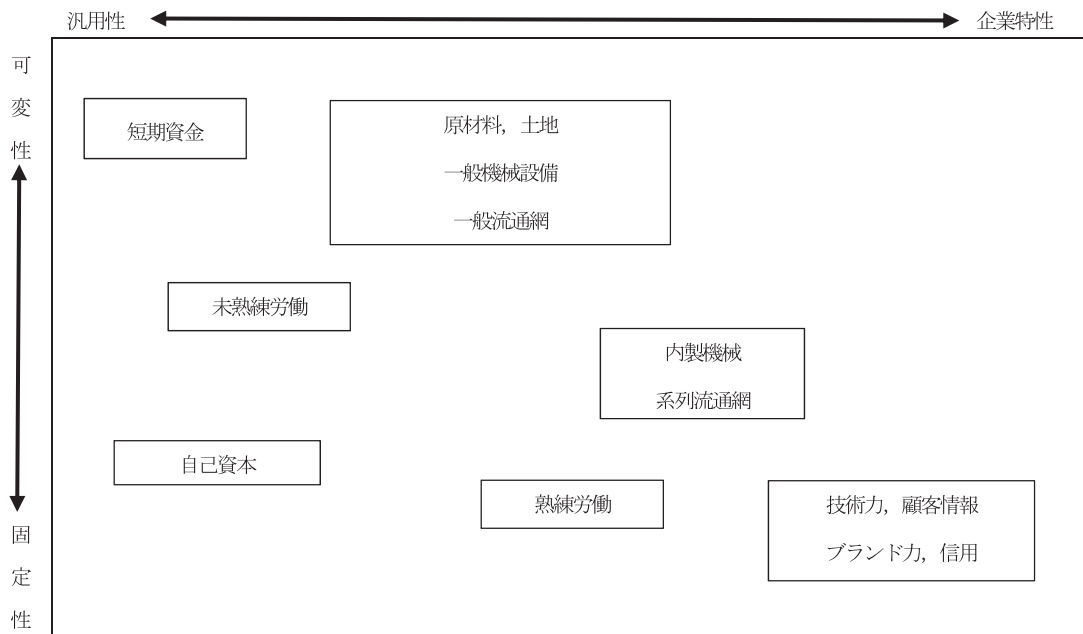 汎用性
企業特性
可変性
固定性
短期資金
原材料，土地
一般機械設備
一般流通網
未熟練労働
内製機械
系列流通網
自己資本
熟練労働
技術力，顧客情報
ブランド力，信用